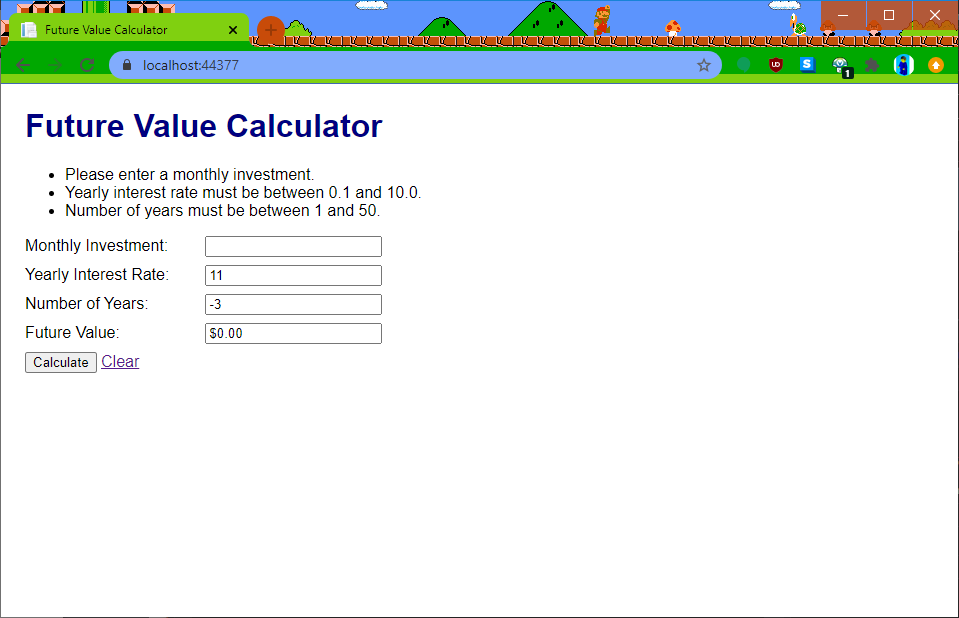 Future Value Calculator
localhost:44377
1
Future Value Calculator
Please enter a monthly investment.
Yearly interest rate must be between 0.1 and 10.0.
Number of years must be between 1 and 50.
Monthly Investment:
Yearly Interest Rate: 11
Number of Years: -3
Future Value: $0.00
Calculate Clear